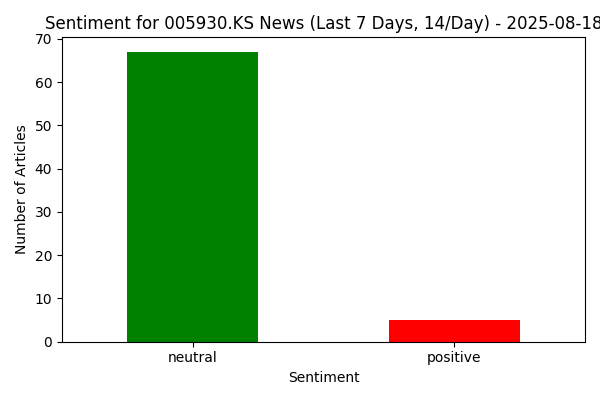 Sentiment for 005930.KS News (Last 7 Days, 14/Day) - 2025-08-18
70
60
50
40
30
20
10
0
Number of Articles
neutral
positive
Sentiment